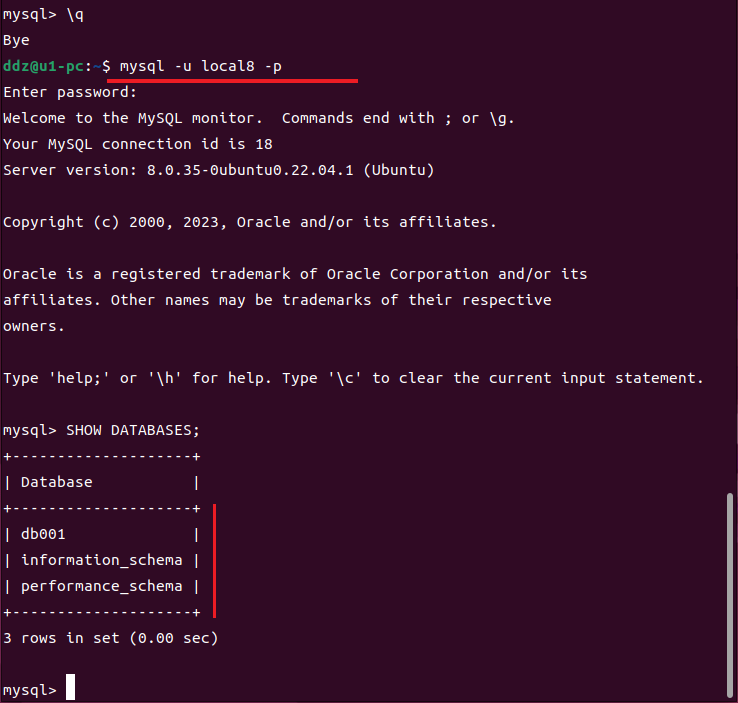 mysql> \q
Bye
ddz@u1-pc:~$ mysql -u local8 -p
Enter password:
Welcome to the MySQL monitor.  Commands end with ; or \g.
Your MySQL connection id is 18
Server version: 8.0.35-0ubuntu0.22.04.1 (Ubuntu)

Copyright (c) 2000, 2023, Oracle and/or its affiliates.

Oracle is a registered trademark of Oracle Corporation and/or its
affiliates. Other names may be trademarks of their respective
owners.

Type 'help;' or '\h' for help. Type '\c' to clear the current input statement.

mysql> SHOW DATABASES;
+--------------------+
| Database           |
+--------------------+
| db001              |
| information_schema |
| performance_schema |
+--------------------+
3 rows in set (0.00 sec)

mysql>